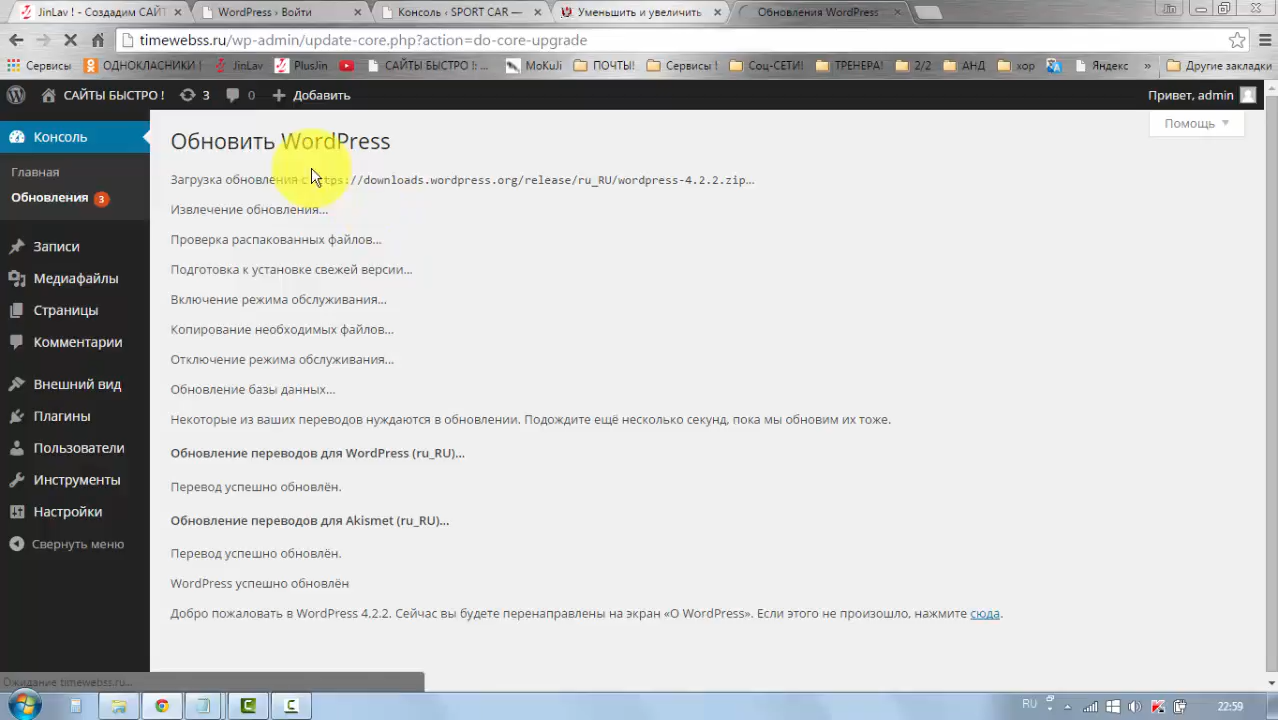 JinLav ! - Создадим САЙТ
WordPress › Войти
Консоль ‹ SPORT CAR —
Уменьшить и увеличить
Обновления WordPress
timewebss.ru/wp-admin/update-core.php?action=do-core-upgrade
Сервисы
ОДНОКЛАСНИКИ !
JinLav
PlusJin
САЙТЫ БЫСТРО !: ...
MoKuJi
ПОЧТЫ!
Сервисы !
Соц-СЕТИ!
ТРЕНЕРА!
2/2
АНД
хор
Яндекс
»
Другие закладки
САЙТЫ БЫСТРО !
3
0
Добавить
Привет, admin
Консоль
Обновить WordPress
Помощь
Главная
Загрузка обновления с https://downloads.wordpress.org/release/ru_RU/wordpress-4.2.2.zip…
Обновления 3
Извлечение обновления…
Проверка распакованных файлов…
Записи
Подготовка к установке свежей версии…
Медиафайлы
Включение режима обслуживания…
Страницы
Копирование необходимых файлов…
Комментарии
Отключение режима обслуживания…
Внешний вид
Обновление базы данных…
Плагины
Некоторые из ваших переводов нуждаются в обновлении. Подождите ещё несколько секунд, пока мы обновим их тоже.
Пользователи
Обновление переводов для WordPress (ru_RU)…
Инструменты
Перевод успешно обновлён.
Настройки
Обновление переводов для Akismet (ru_RU)…
Свернуть меню
Перевод успешно обновлён.
WordPress успешно обновлён
Добро пожаловать в WordPress 4.2.2. Сейчас вы будете перенаправлены на экран «О WordPress». Если этого не произошло, нажмите сюда.
Ожидание timewebss.ru...
RU
22:59